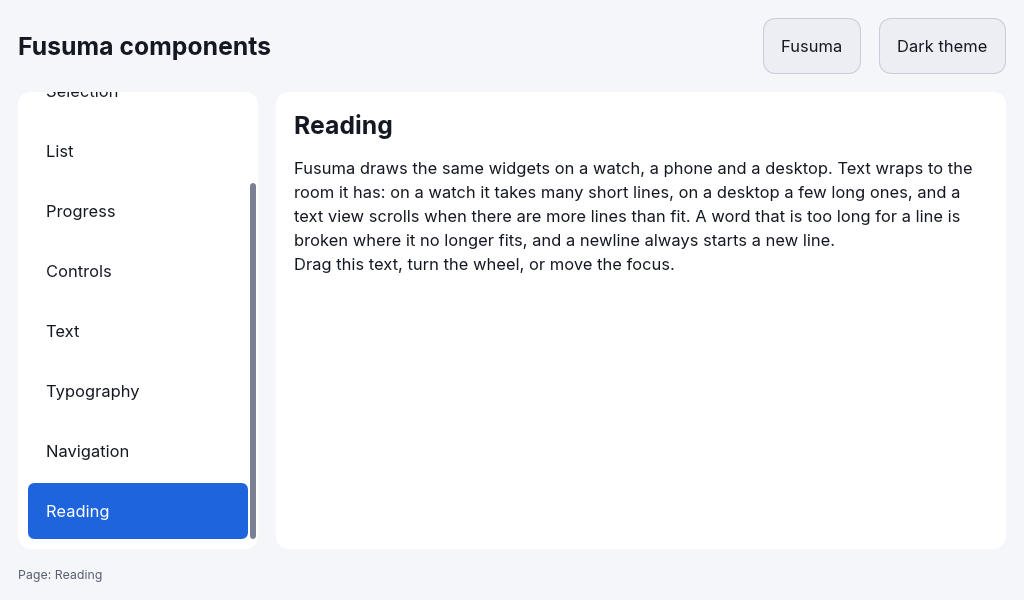 Fusuma components
Fusuma
Dark theme
Selection
List
Progress
Controls
Text
Typography
Navigation
Reading
Reading
Fusuma draws the same widgets on a watch, a phone and a desktop. Text wraps to the
room it has: on a watch it takes many short lines, on a desktop a few long ones, and a
text view scrolls when there are more lines than fit. A word that is too long for a line is
broken where it no longer fits, and a newline always starts a new line.
Drag this text, turn the wheel, or move the focus.
Page: Reading